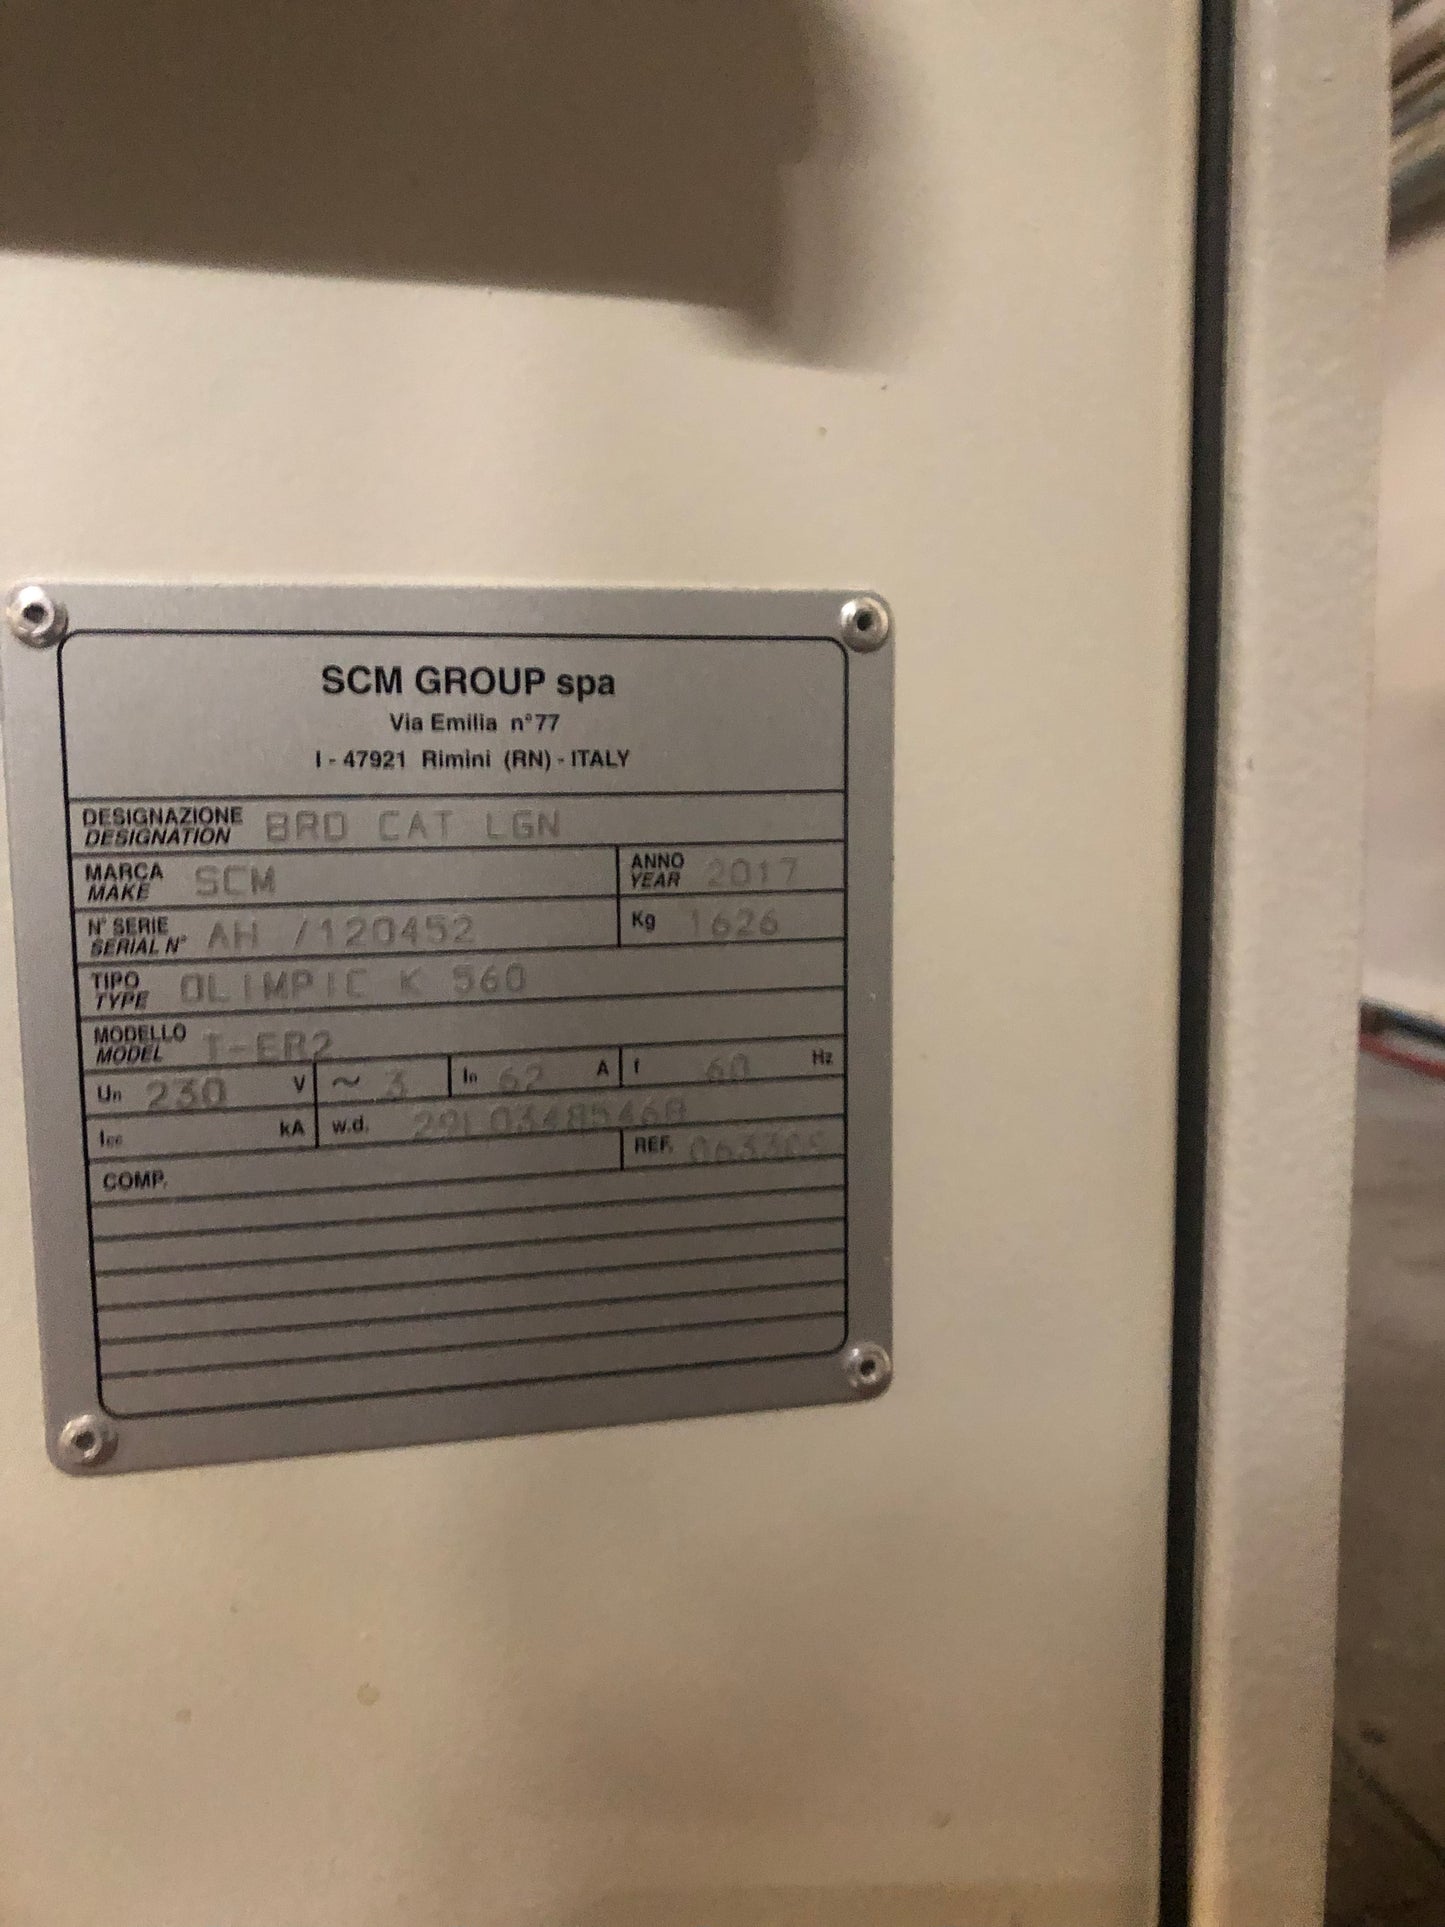 SCM GROUP spa
Via Emilia n°77
I - 47921 Rimini (RN) - ITALY
DESIGNAZIONE
DESIGNATION BRD CAT LGN
MARCA
MAKE SCM
ANNO
YEAR 2017
N° SERIE
SERIAL N° AH /120452
Kg 1626
TIPO
TYPE OLIMPIC K 560
MODELLO
MODEL T-ER2
Un 230 V ~ 3 In 62 A f 60 Hz
Icc kA w.d.
REF.
COMP.